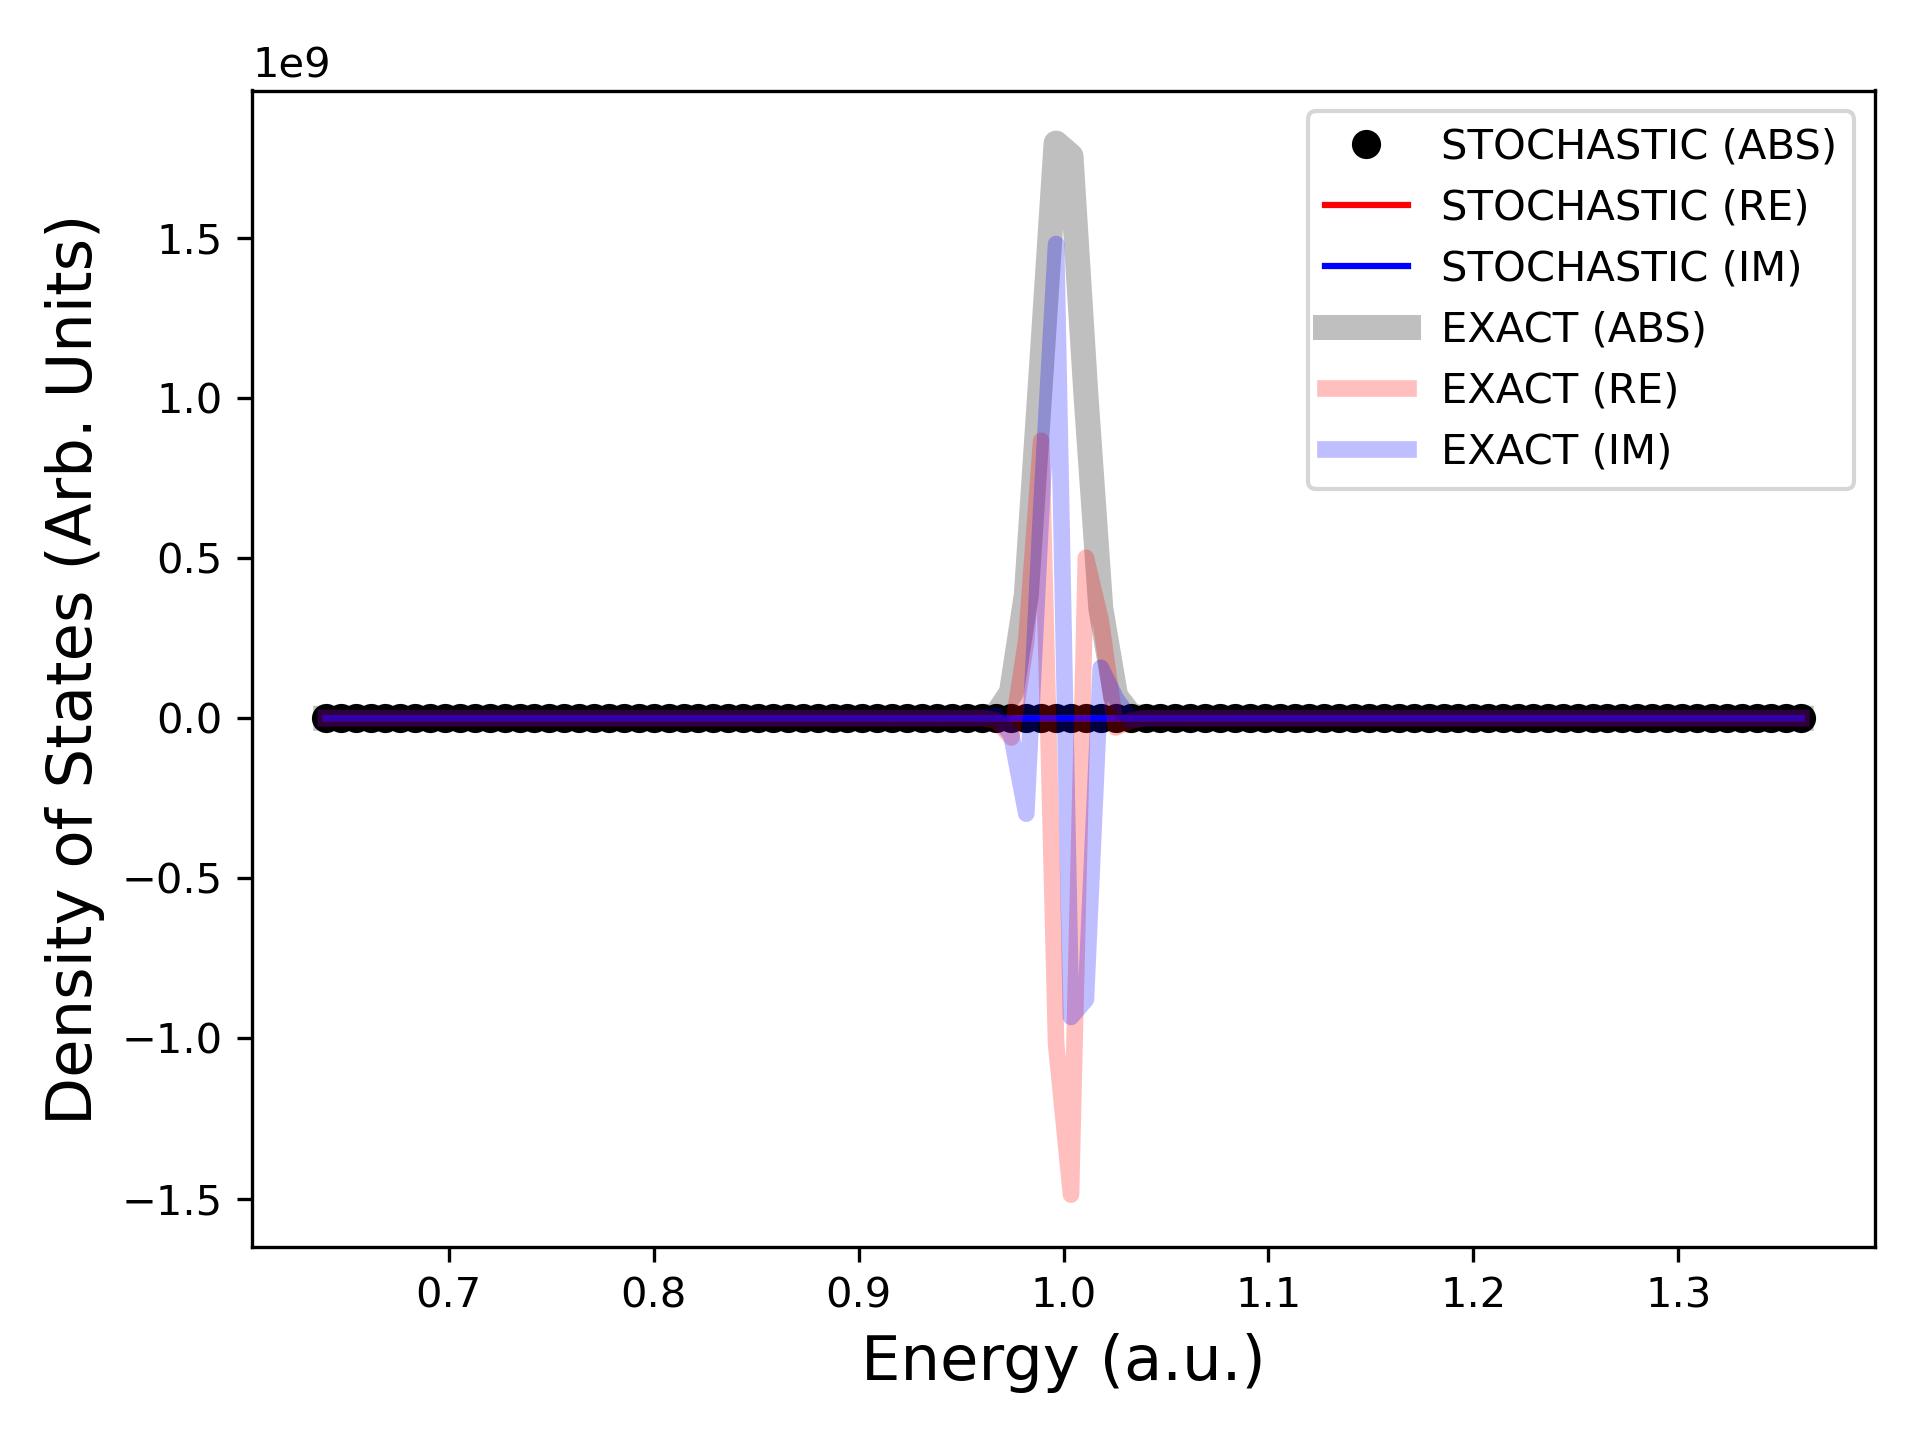 1e9
Density of States (Arb. Units)
1.5
1.0
0.5
0.0
−0.5
−1.0
−1.5
STOCHASTIC (ABS)
STOCHASTIC (RE)
STOCHASTIC (IM)
EXACT (ABS)
EXACT (RE)
EXACT (IM)
0.7 0.8 0.9 1.0 1.1 1.2 1.3
Energy (a.u.)